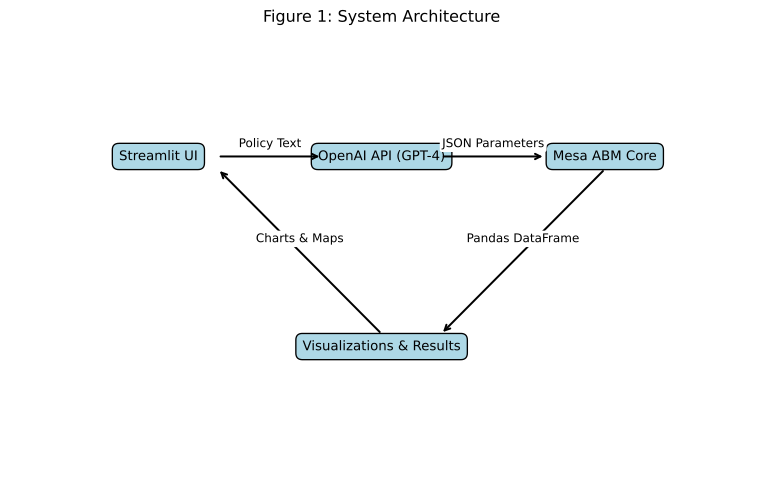 Figure 1: System Architecture
Policy Text
JSON Parameters
Streamlit UI
OpenAI API (GPT-4)
Mesa ABM Core
Charts & Maps
Pandas DataFrame
Visualizations & Results